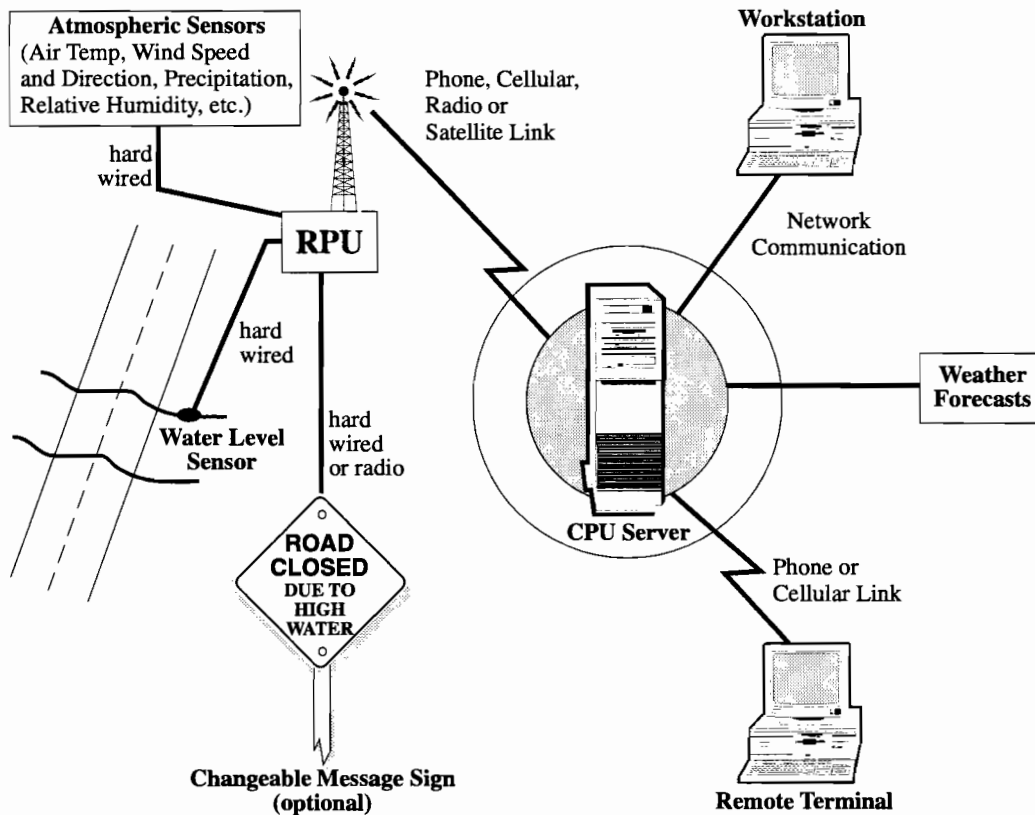 Atmospheric Sensors
(Air Temp, Wind Speed
and Direction, Precipitation,
Relative Humidity, etc.)
hard
wired
RPU
hard
wired
Water Level
Sensor
hard
wired
or radio
ROAD
CLOSED
DUE TO
HIGH
WATER
Changeable Message Sign
(optional)
Phone, Cellular,
Radio or
Satellite Link
Workstation
Network
Communication
Weather
Forecasts
CPU Server
Phone or
Cellular Link
Remote Terminal